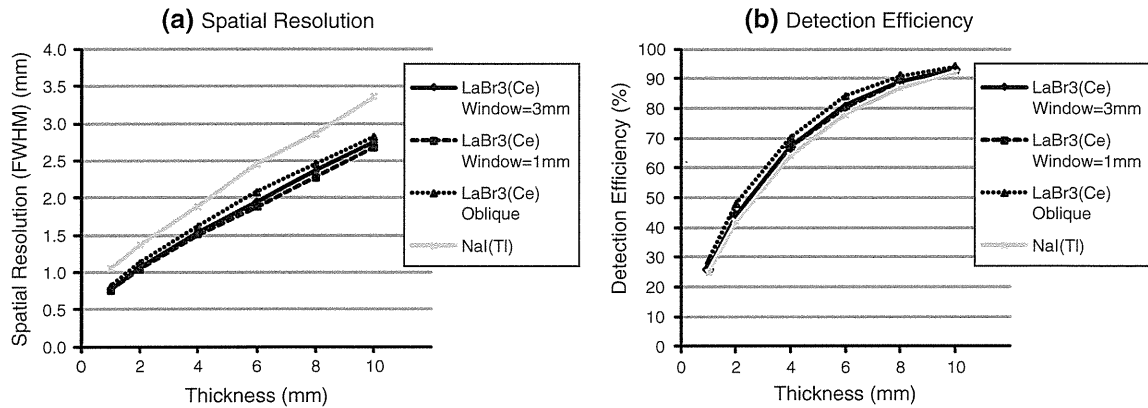 (a) Spatial Resolution
Spatial Resolution (FWHM) (mm)
4.0
3.5
3.0
2.5
2.0
1.5
1.0
0.5
0.0
0 2 4 6 8 10
Thickness (mm)
LaBr3(Ce)
Window=3mm
LaBr3(Ce)
Window=1mm
LaBr3(Ce)
Oblique
NaI(Tl)
(b) Detection Efficiency
Detection Efficiency (%)
100
90
80
70
60
50
40
30
20
10
0
0 2 4 6 8 10
Thickness (mm)
LaBr3(Ce)
Window=3mm
LaBr3(Ce)
Window=1mm
LaBr3(Ce)
Oblique
NaI(Tl)